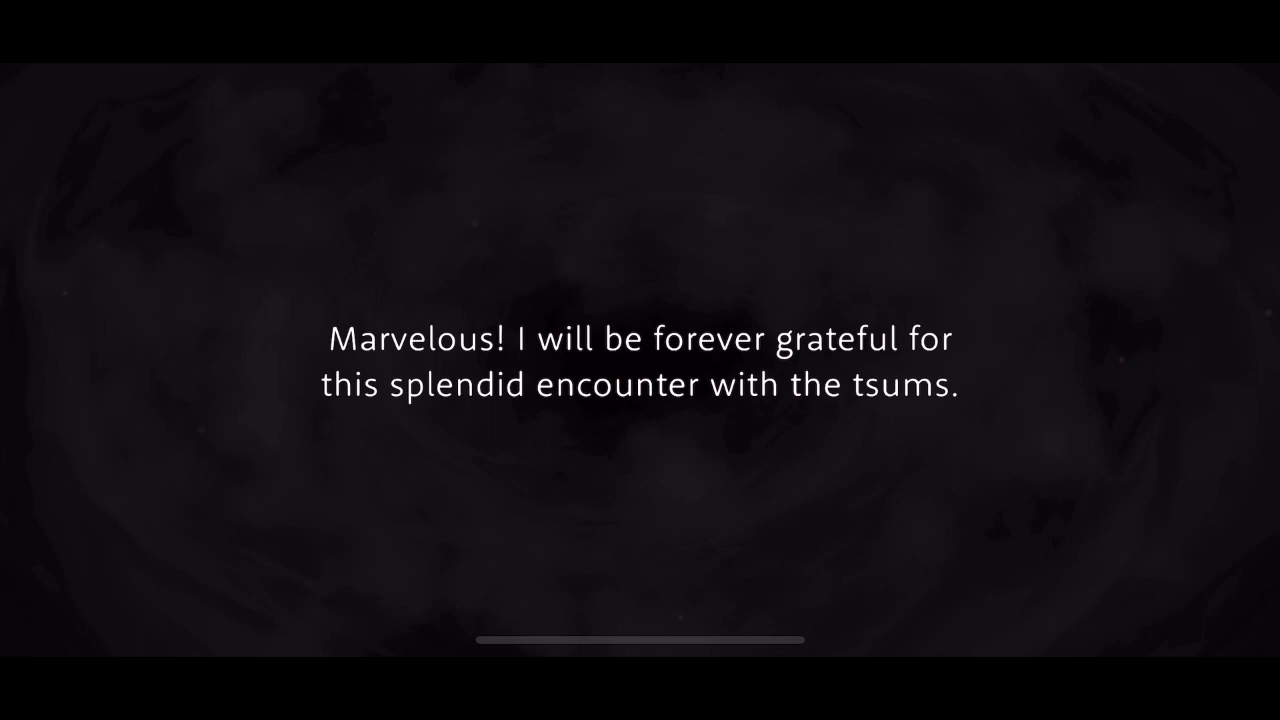 Marvelous! I will be forever grateful for
this splendid encounter with the tsums.